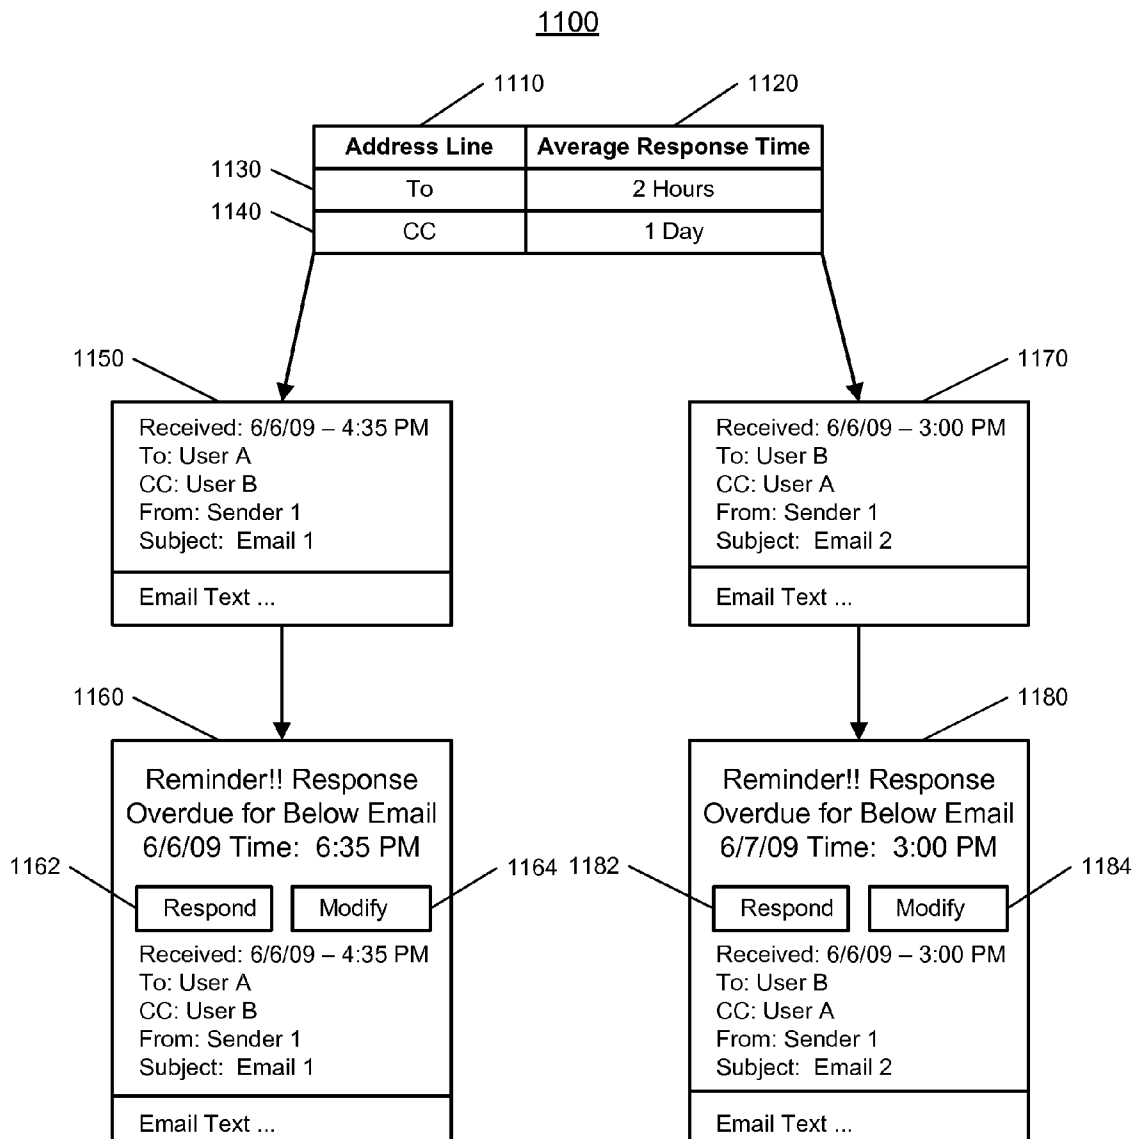 1100
1110
1120
Address Line
Average Response Time
1130
To
2 Hours
1140
CC
1 Day
1150
Received: 6/6/09 – 4:35 PM
To: User A
CC: User B
From: Sender 1
Subject:  Email 1
Email Text ...
1170
Received: 6/6/09 – 3:00 PM
To: User B
CC: User A
From: Sender 1
Subject:  Email 2
Email Text ...
1160
Reminder!! Response
Overdue for Below Email
6/6/09 Time:  6:35 PM
1162
1164
Respond
Modify
Received: 6/6/09 – 4:35 PM
To: User A
CC: User B
From: Sender 1
Subject:  Email 1
Email Text ...
1180
Reminder!! Response
Overdue for Below Email
6/7/09 Time:  3:00 PM
1182
1184
Respond
Modify
Received: 6/6/09 – 3:00 PM
To: User B
CC: User A
From: Sender 1
Subject:  Email 2
Email Text ...